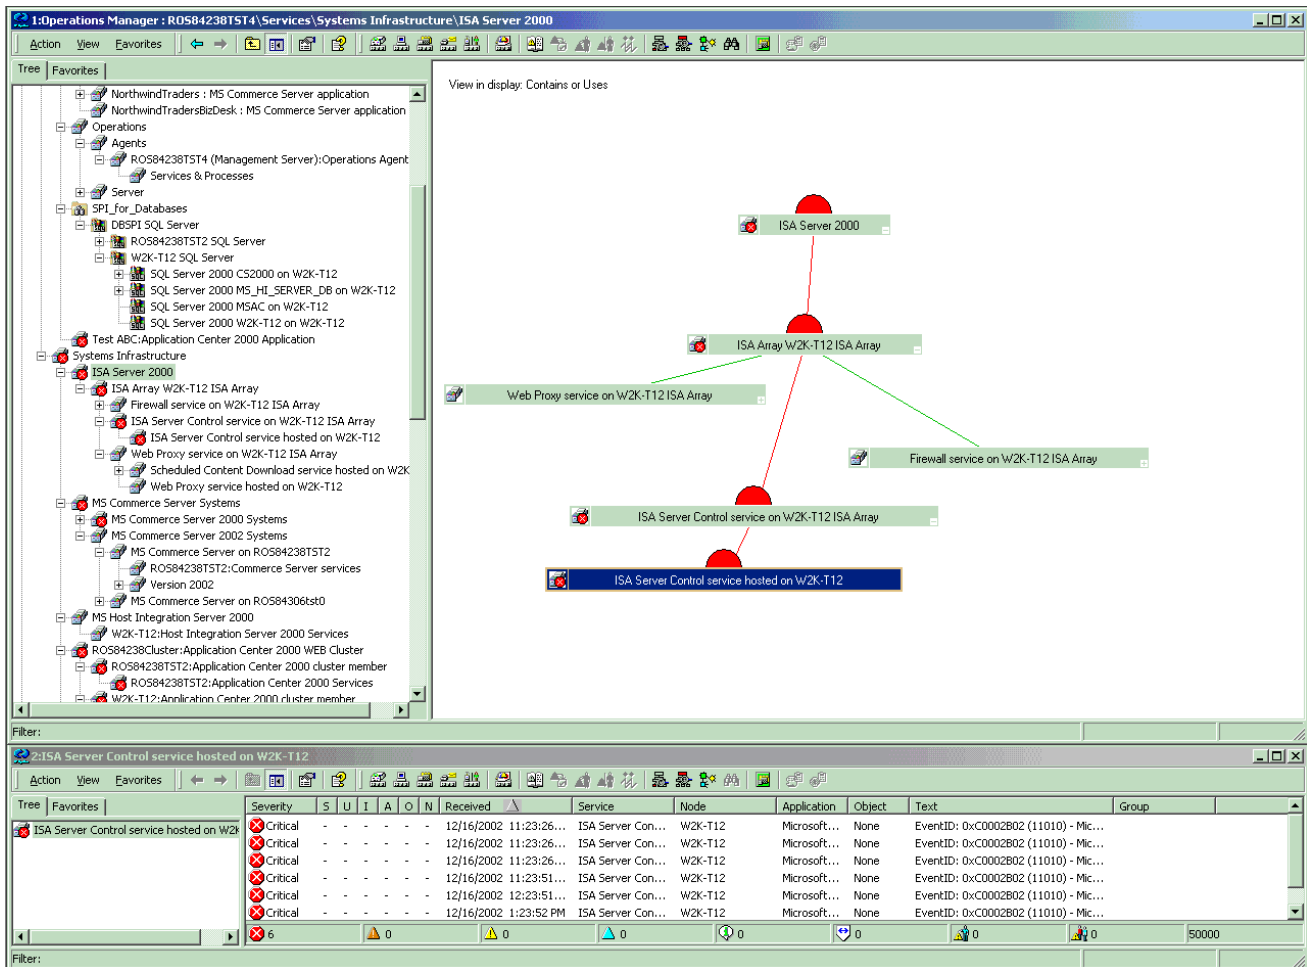 1:Operations Manager : ROS84238TST4\Services\Systems Infrastructure\ISA Server 2000
Action View Favorites
Tree Favorites
NorthwindTraders : MS Commerce Server application
NorthwindTradersBizDesk : MS Commerce Server application
Operations
Agents
ROS84238TST4 (Management Server):Operations Agent
Services & Processes
Server
SPI_for_Databases
DBSPI SQL Server
ROS84238TST2 SQL Server
W2K-T12 SQL Server
SQL Server 2000 CS2000 on W2K-T12
SQL Server 2000 MS_HI_SERVER_DB on W2K-T12
SQL Server 2000 MSAC on W2K-T12
SQL Server 2000 W2K-T12 on W2K-T12
Test ABC:Application Center 2000 Application
Systems Infrastructure
ISA Server 2000
ISA Array W2K-T12 ISA Array
Firewall service on W2K-T12 ISA Array
ISA Server Control service on W2K-T12 ISA Array
ISA Server Control service hosted on W2K-T12
Web Proxy service on W2K-T12 ISA Array
Scheduled Content Download service hosted on W2K
Web Proxy service hosted on W2K-T12
MS Commerce Server Systems
MS Commerce Server 2000 Systems
MS Commerce Server 2002 Systems
MS Commerce Server on ROS84238TST2
ROS84238TST2:Commerce Server services
Version 2002
MS Commerce Server on ROS84306tst0
MS Host Integration Server 2000
W2K-T12:Host Integration Server 2000 Services
ROS84238Cluster:Application Center 2000 WEB Cluster
ROS84238TST2:Application Center 2000 cluster member
ROS84238TST2:Application Center 2000 Services
W2K-T12:Application Center 2000 cluster member
View in display: Contains or Uses
ISA Server 2000
ISA Array W2K-T12 ISA Array
Web Proxy service on W2K-T12 ISA Array
Firewall service on W2K-T12 ISA Array
ISA Server Control service on W2K-T12 ISA Array
ISA Server Control service hosted on W2K-T12
Filter:
2:ISA Server Control service hosted on W2K-T12
Action View Favorites
Tree Favorites
ISA Server Control service hosted on W2K
Severity S U I A O N Received Service Node Application Object Text Group
Critical - - - - - - 12/16/2002 11:23:26... ISA Server Con... W2K-T12 Microsoft... None EventID: 0xC0002B02 (11010) - Mic...
Critical - - - - - - 12/16/2002 11:23:26... ISA Server Con... W2K-T12 Microsoft... None EventID: 0xC0002B02 (11010) - Mic...
Critical - - - - - - 12/16/2002 11:23:26... ISA Server Con... W2K-T12 Microsoft... None EventID: 0xC0002B02 (11010) - Mic...
Critical - - - - - - 12/16/2002 11:23:51... ISA Server Con... W2K-T12 Microsoft... None EventID: 0xC0002B02 (11010) - Mic...
Critical - - - - - - 12/16/2002 12:23:51... ISA Server Con... W2K-T12 Microsoft... None EventID: 0xC0002B02 (11010) - Mic...
Critical - - - - - - 12/16/2002 1:23:52 PM ISA Server Con... W2K-T12 Microsoft... None EventID: 0xC0002B02 (11010) - Mic...
6 0 0 0 0 0 0 0 50000
Filter: